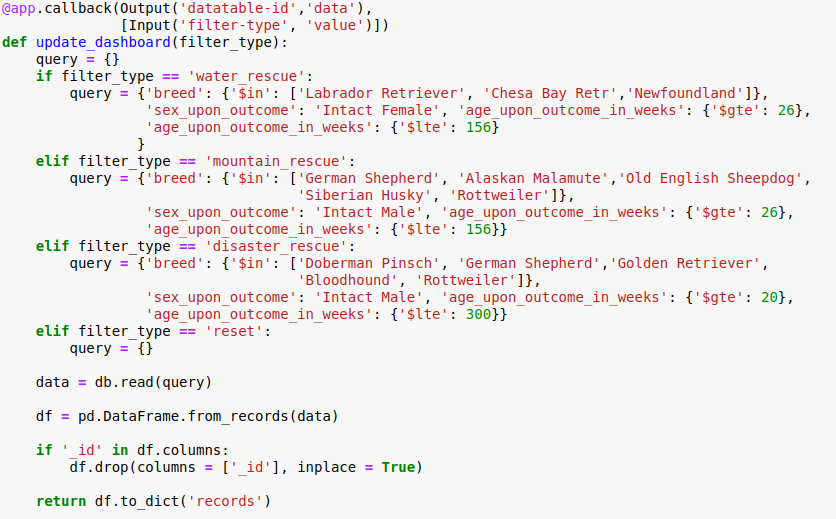 @app.callback(Output('datatable-id','data'),
              [Input('filter-type', 'value')])
def update_dashboard(filter_type):
    query = {}
    if filter_type == 'water_rescue':
        query = {'breed': {'$in': ['Labrador Retriever', 'Chesa Bay Retr','Newfoundland']},
                 'sex_upon_outcome': 'Intact Female', 'age_upon_outcome_in_weeks': {'$gte': 26},
                 'age_upon_outcome_in_weeks': {'$lte': 156}
                }
    elif filter_type == 'mountain_rescue':
        query = {'breed': {'$in': ['German Shepherd', 'Alaskan Malamute','Old English Sheepdog',
                                   'Siberian Husky', 'Rottweiler']},
                 'sex_upon_outcome': 'Intact Male', 'age_upon_outcome_in_weeks': {'$gte': 26},
                 'age_upon_outcome_in_weeks': {'$lte': 156}}
    elif filter_type == 'disaster_rescue':
        query = {'breed': {'$in': ['Doberman Pinsch', 'German Shepherd','Golden Retriever',
                                   'Bloodhound', 'Rottweiler']},
                 'sex_upon_outcome': 'Intact Male', 'age_upon_outcome_in_weeks': {'$gte': 20},
                 'age_upon_outcome_in_weeks': {'$lte': 300}}
    elif filter_type == 'reset':
        query = {}

    data = db.read(query)

    df = pd.DataFrame.from_records(data)

    if '_id' in df.columns:
        df.drop(columns = ['_id'], inplace = True)

    return df.to_dict('records')